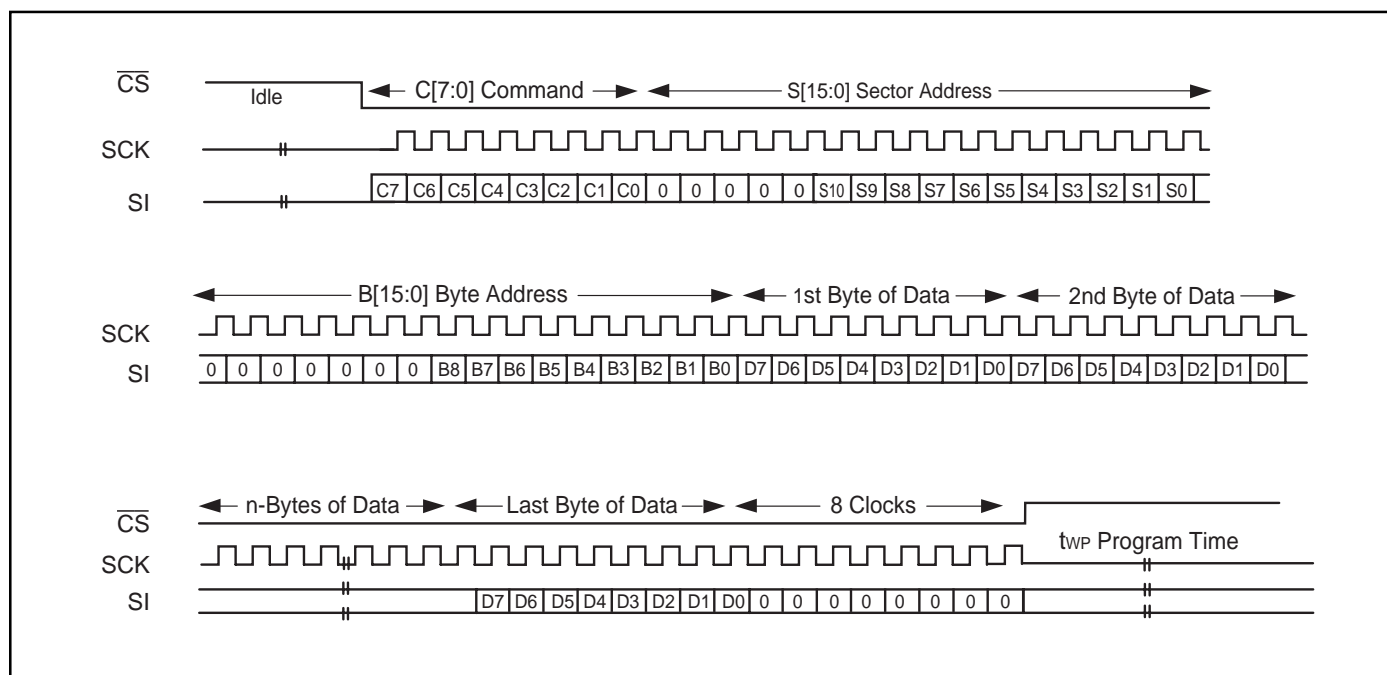 CS Idle C[7:0] Command S[15:0] Sector Address
SCK
SI C7 C6 C5 C4 C3 C2 C1 C0 0 0 0 0 0 S10 S9 S8 S7 S6 S5 S4 S3 S2 S1 S0
B[15:0] Byte Address 1st Byte of Data 2nd Byte of Data
SCK
SI 0 0 0 0 0 0 0 B8 B7 B6 B5 B4 B3 B2 B1 B0 D7 D6 D5 D4 D3 D2 D1 D0 D7 D6 D5 D4 D3 D2 D1 D0
n-Bytes of Data Last Byte of Data 8 Clocks
CS
SCK tWP Program Time
SI D7 D6 D5 D4 D3 D2 D1 D0 0 0 0 0 0 0 0 0